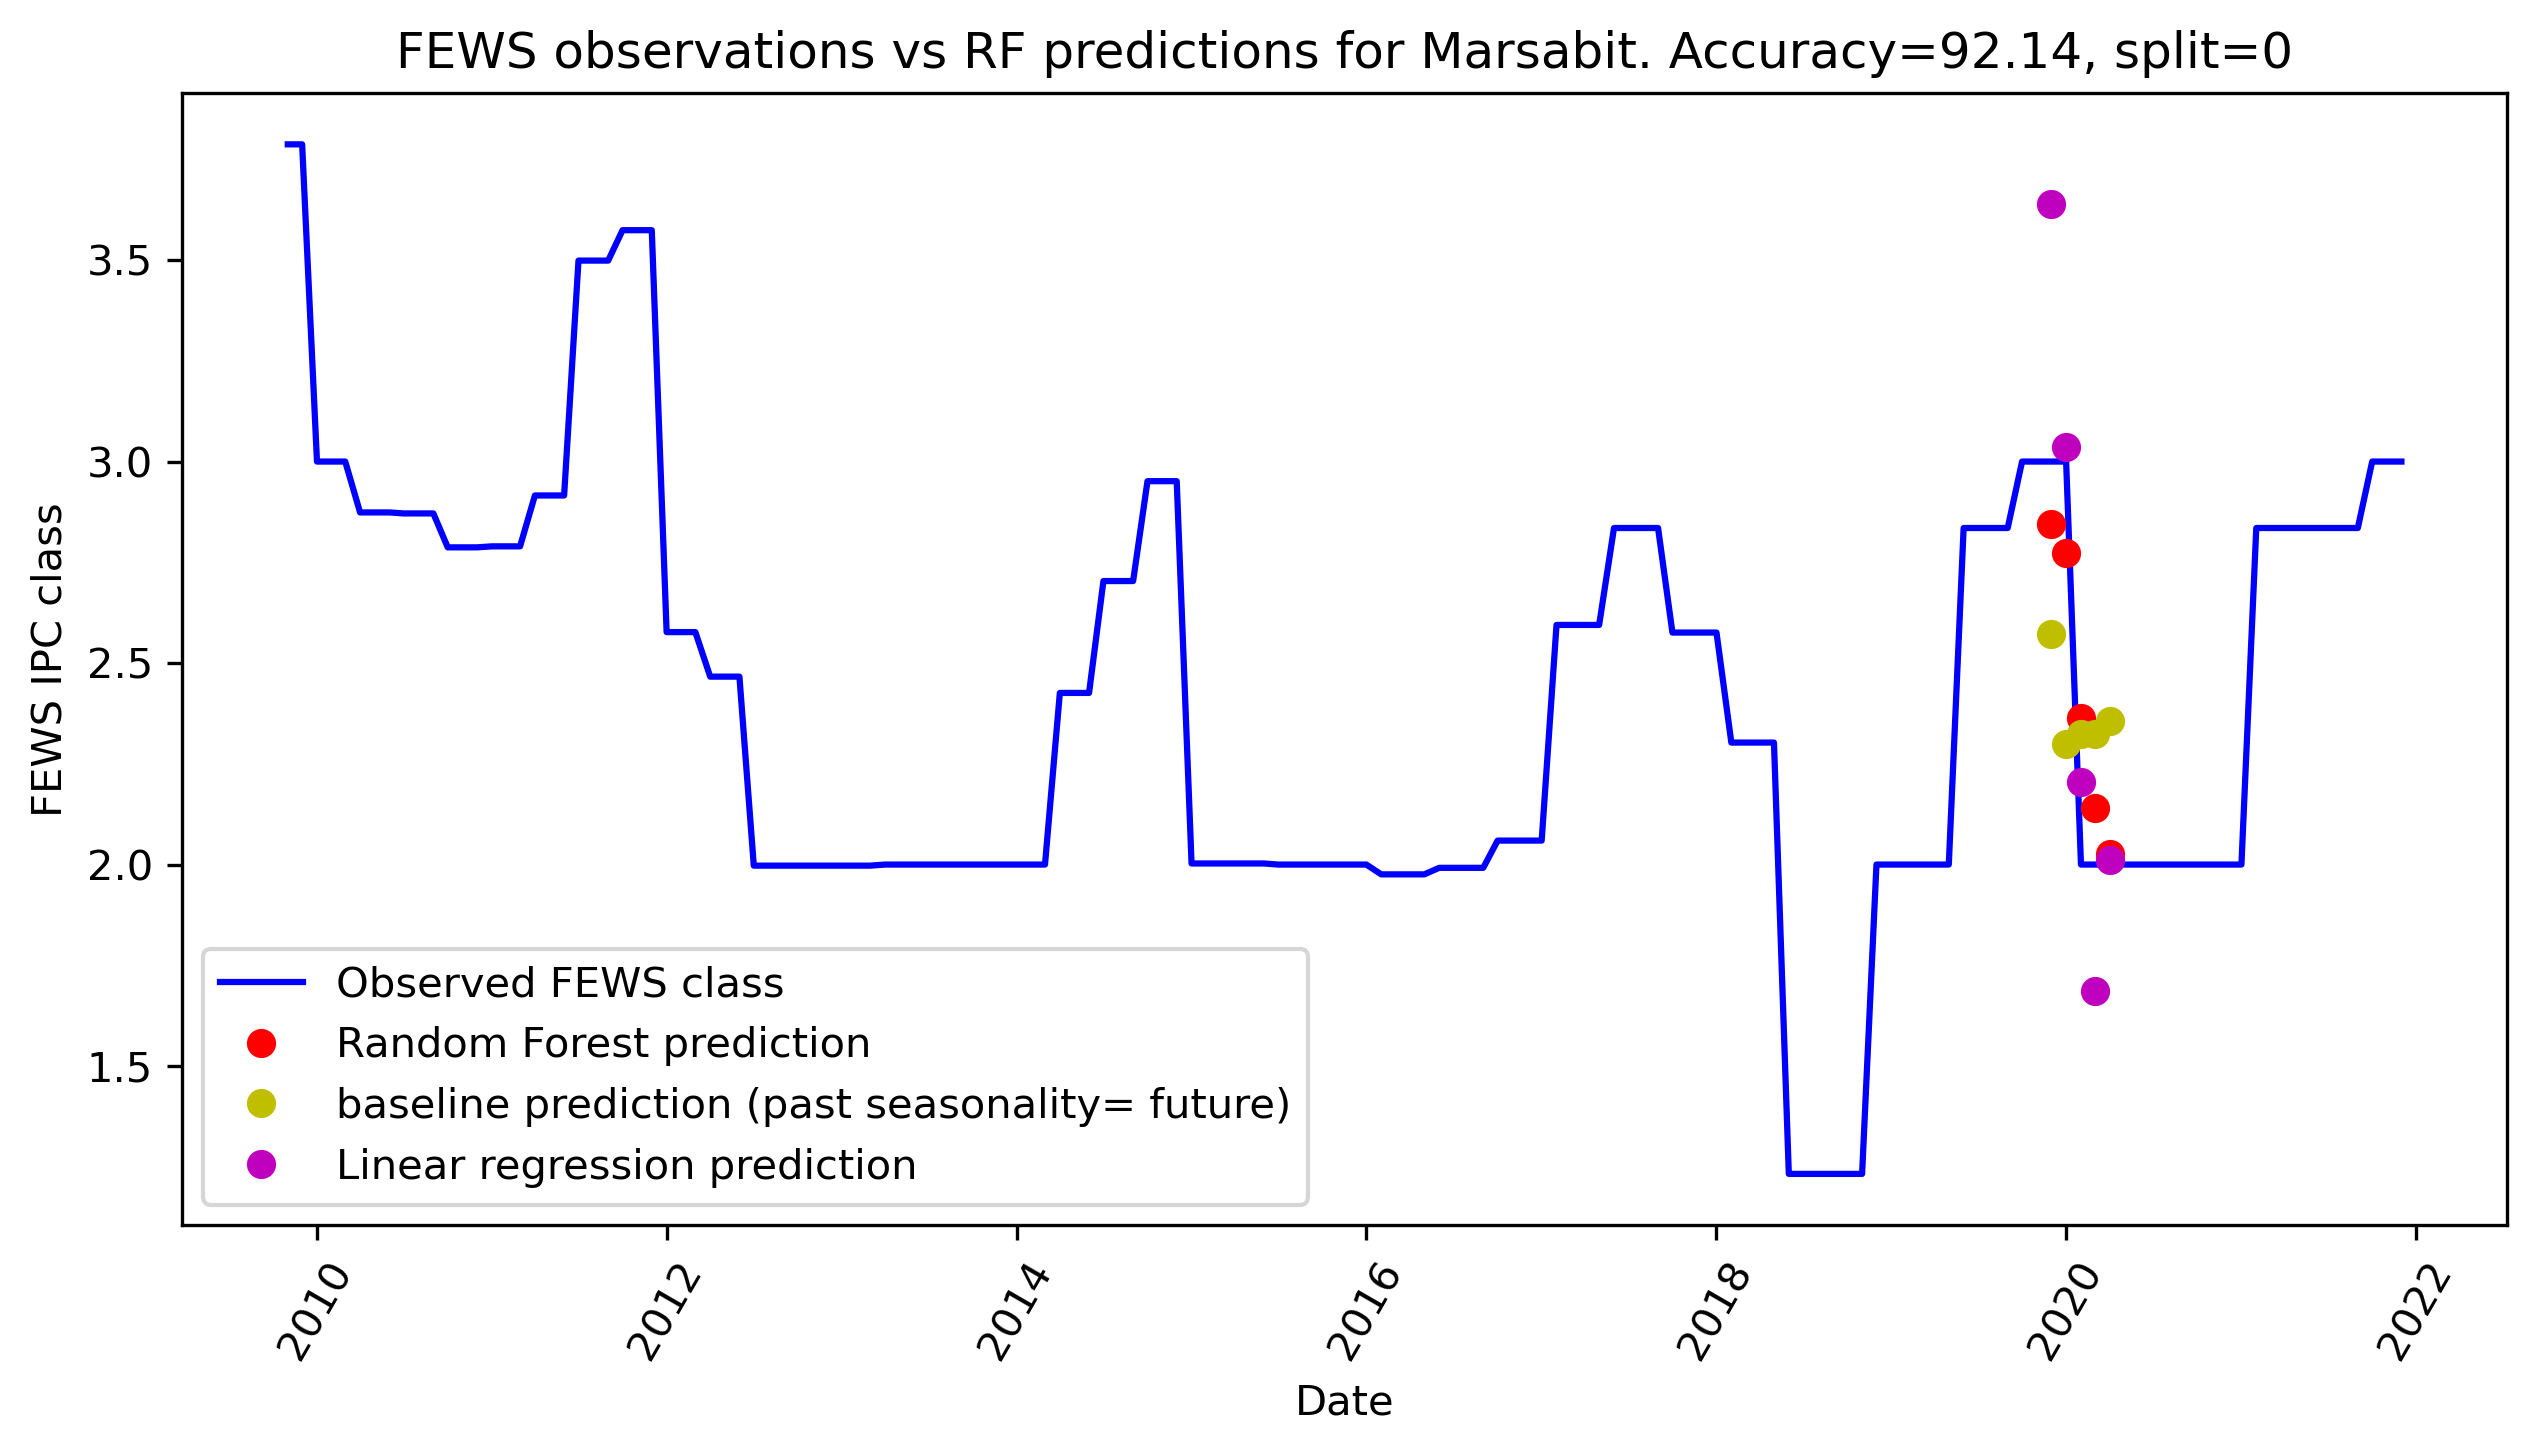 FEWS observations vs RF predictions for Marsabit. Accuracy=92.14, split=0
FEWS IPC class
3.5
3.0
2.5
2.0
1.5
Observed FEWS class
Random Forest prediction
baseline prediction (past seasonality= future)
Linear regression prediction
2010
2012
2014
2016
2018
2020
2022
Date